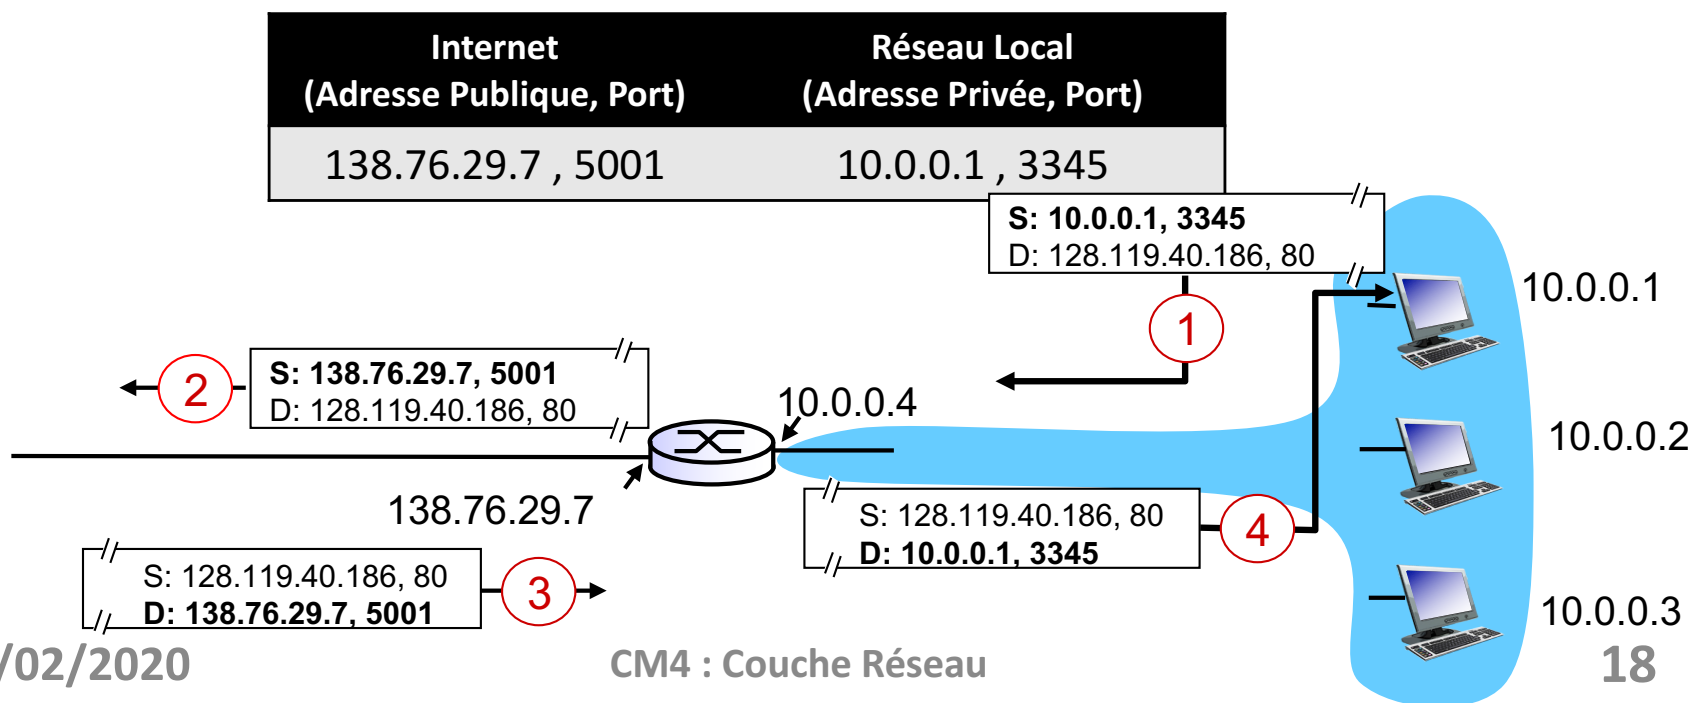 Internet
(Adresse Publique, Port)
Réseau Local
(Adresse Privée, Port)
138.76.29.7 , 5001
10.0.0.1 , 3345
S: 10.0.0.1, 3345
D: 128.119.40.186, 80
10.0.0.1
1
2
S: 138.76.29.7, 5001
D: 128.119.40.186, 80
10.0.0.4
10.0.0.2
138.76.29.7
S: 128.119.40.186, 80
D: 10.0.0.1, 3345
4
S: 128.119.40.186, 80
D: 138.76.29.7, 5001
3
10.0.0.3
/02/2020
CM4 : Couche Réseau
18